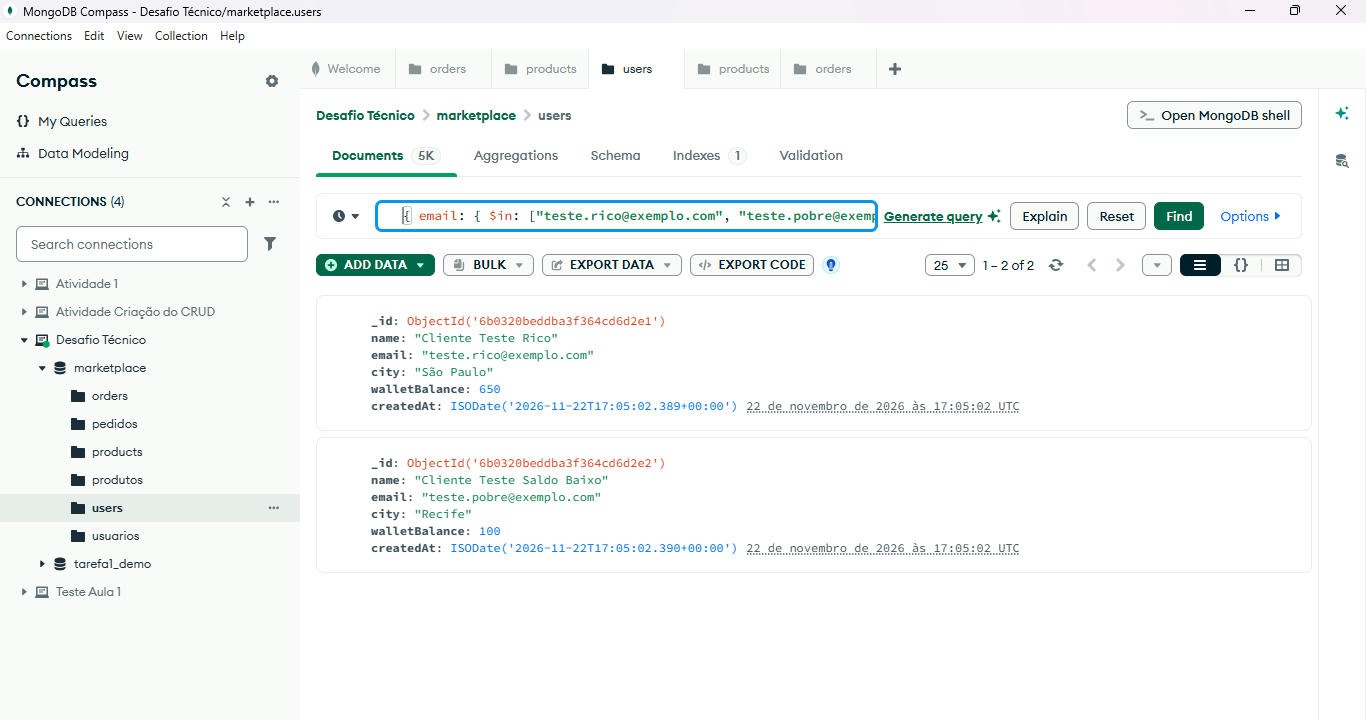 MongoDB Compass - Desafio Técnico/marketplace.users
Connections Edit View Collection Help
Compass
{} My Queries
Data Modeling
CONNECTIONS (4)
Search connections
Atividade 1
Atividade Criação do CRUD
Desafio Técnico
marketplace
orders
pedidos
products
produtos
users
usuarios
tarefa1_demo
Teste Aula 1
Welcome orders products users products orders
Desafio Técnico > marketplace > users
>_ Open MongoDB shell
Documents 5K Aggregations Schema Indexes 1 Validation
{ email: { $in: ["teste.rico@exemplo.com", "teste.pobre@exemp
Generate query Explain Reset Find Options
ADD DATA BULK EXPORT DATA </> EXPORT CODE 25 1 – 2 of 2 {}
_id: ObjectId('6b0320beddba3f364cd6d2e1')
name: "Cliente Teste Rico"
email: "teste.rico@exemplo.com"
city: "São Paulo"
walletBalance: 650
createdAt: ISODate('2026-11-22T17:05:02.389+00:00') 22 de novembro de 2026 às 17:05:02 UTC
_id: ObjectId('6b0320beddba3f364cd6d2e2')
name: "Cliente Teste Saldo Baixo"
email: "teste.pobre@exemplo.com"
city: "Recife"
walletBalance: 100
createdAt: ISODate('2026-11-22T17:05:02.390+00:00') 22 de novembro de 2026 às 17:05:02 UTC